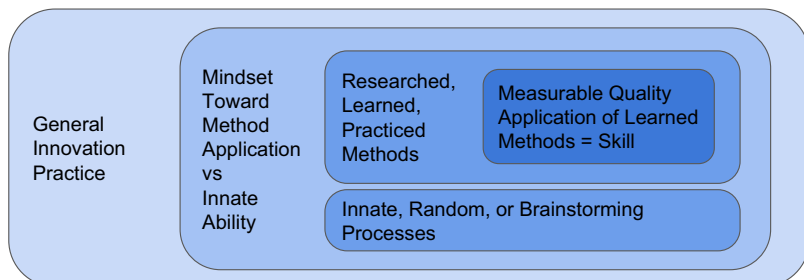 General
Innovation
Practice
Mindset
Toward
Method
Application
vs
Innate
Ability
Researched,
Learned,
Practiced
Methods
Measurable Quality
Application of Learned
Methods = Skill
Innate, Random, or Brainstorming
Processes